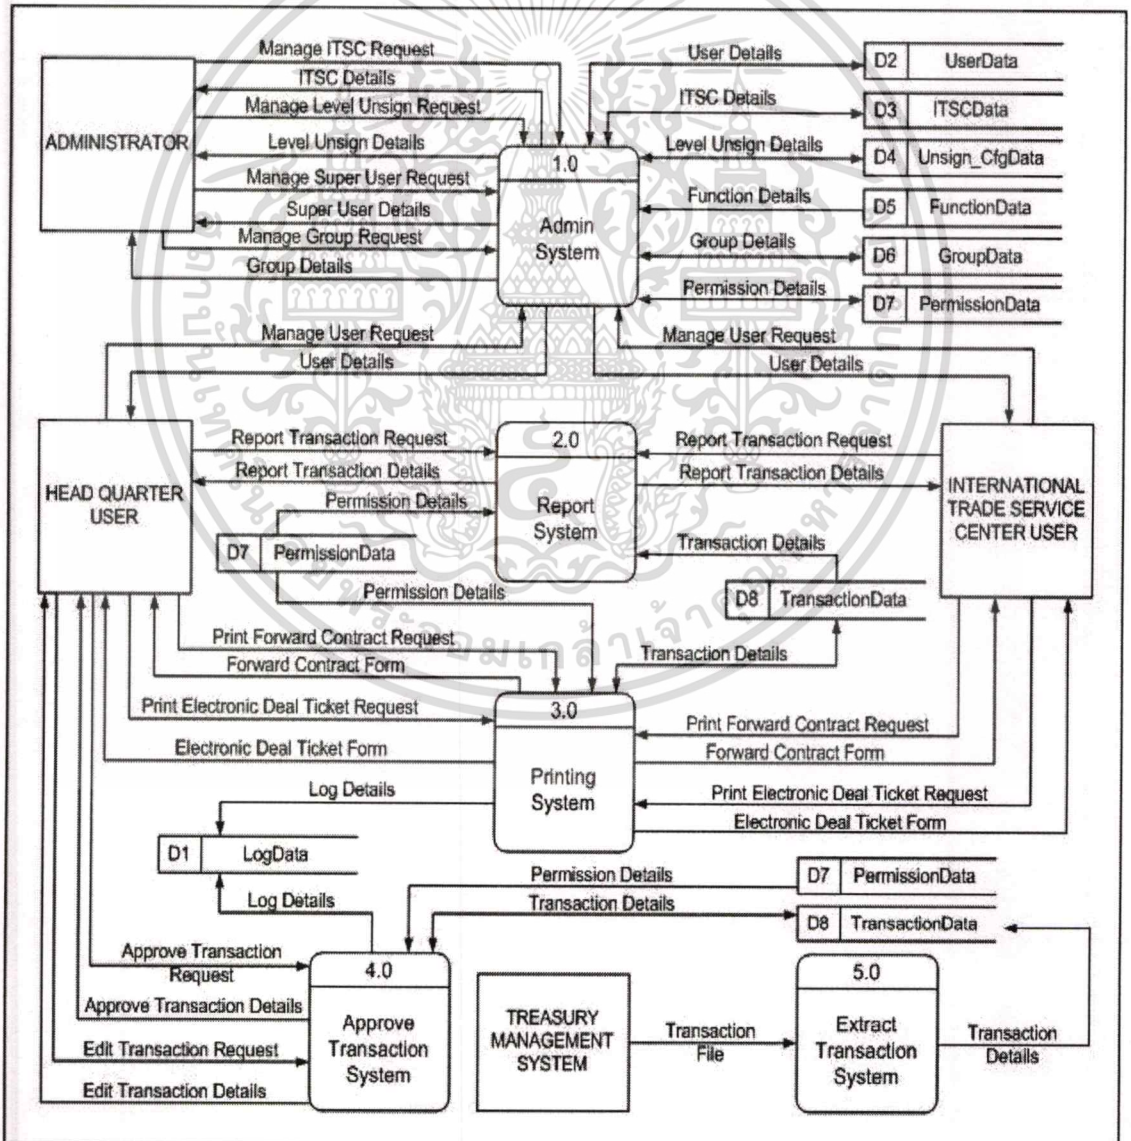 Manage ITSC Request
ITSC Details
Manage Level Unsign Request
ADMINISTRATOR
Level Unsign Details
Manage Super User Request
Super User Details
Manage Group Request
Group Details
1.0
Admin
System
User Details
D2 UserData
ITSC Details
D3 ITSCData
Level Unsign Details
D4 Unsign_CfgData
Function Details
D5 FunctionData
Group Details
D6 GroupData
Permission Details
D7 PermissionData
Manage User Request
User Details
Manage User Request
User Details
HEAD QUARTER
USER
Report Transaction Request
Report Transaction Details
Permission Details
D7 PermissionData
Permission Details
2.0
Report
System
Report Transaction Request
Report Transaction Details
INTERNATIONAL
TRADE SERVICE
CENTER USER
Transaction Details
D8 TransactionData
Transaction Details
Print Forward Contract Request
Forward Contract Form
Print Electronic Deal Ticket Request
Electronic Deal Ticket Form
3.0
Printing
System
Print Forward Contract Request
Forward Contract Form
Print Electronic Deal Ticket Request
Electronic Deal Ticket Form
Log Details
D1 LogData
Log Details
Permission Details
D7 PermissionData
Transaction Details
D8 TransactionData
Approve Transaction
Request
Approve Transaction Details
Edit Transaction Request
Edit Transaction Details
4.0
Approve
Transaction
System
TREASURY
MANAGEMENT
SYSTEM
Transaction
File
5.0
Extract
Transaction
System
Transaction
Details